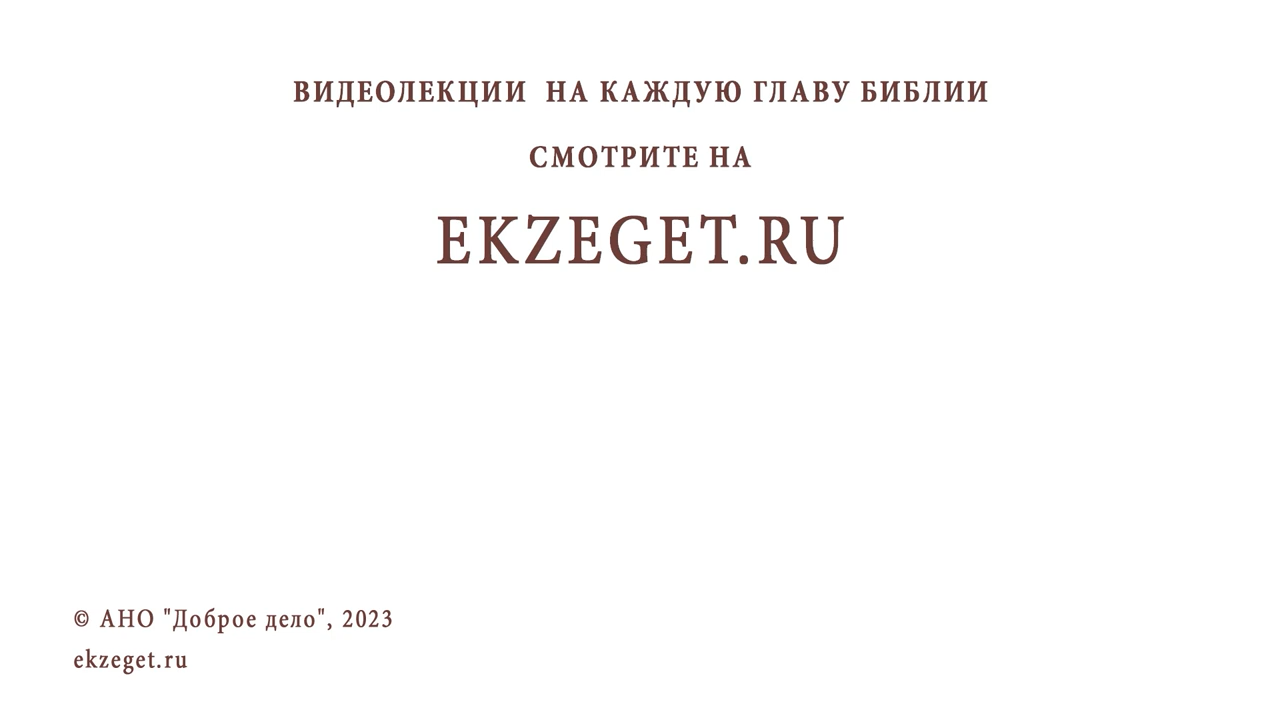 ВИДЕОЛЕКЦИИ НА КАЖДУЮ ГЛАВУ БИБЛИИ
СМОТРИТЕ НА
EKZEGET.RU
© АНО "Доброе дело", 2023
ekzeget.ru